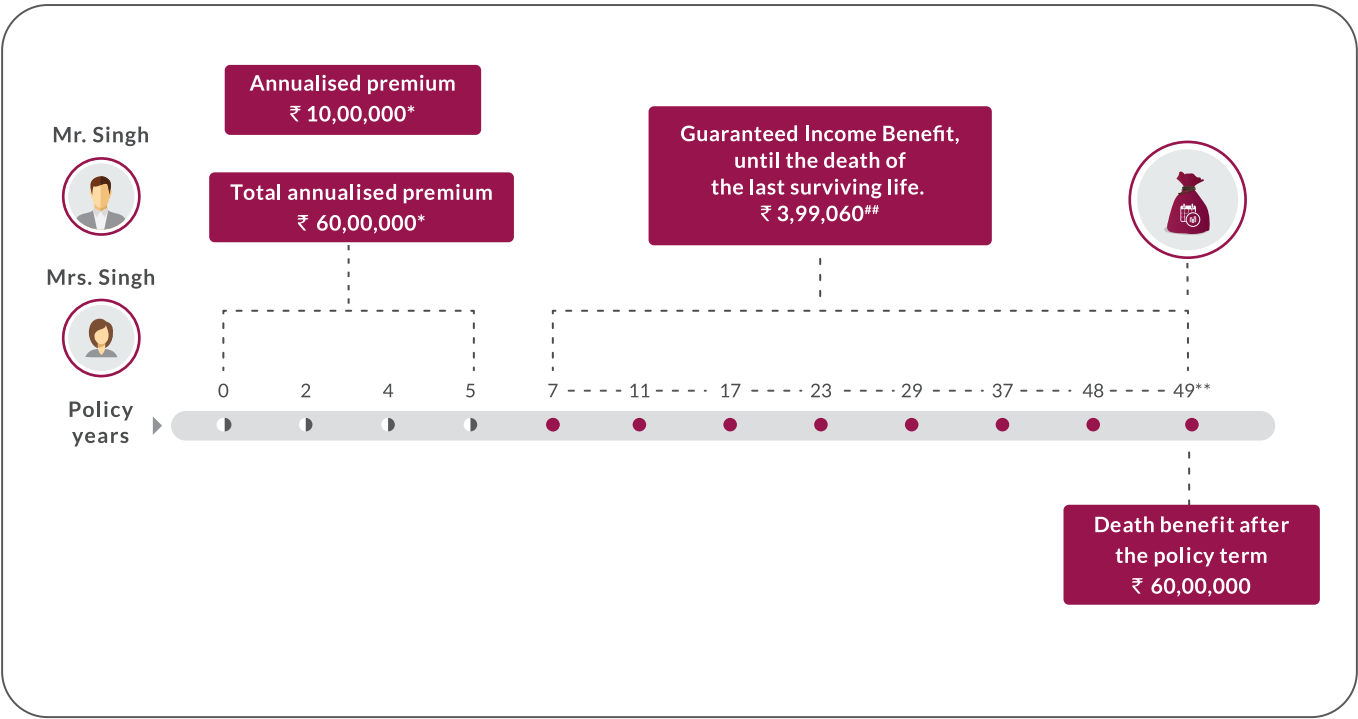 Mr. Singh
Mrs. Singh
Annualised premium
₹ 10,00,000*
Total annualised premium
₹ 60,00,000*
Guaranteed Income Benefit,
until the death of
the last surviving life.
₹ 3,99,060##
Policy
years
0 2 4 5 7 11 17 23 29 37 48 49**
Death benefit after
the policy term
₹ 60,00,000